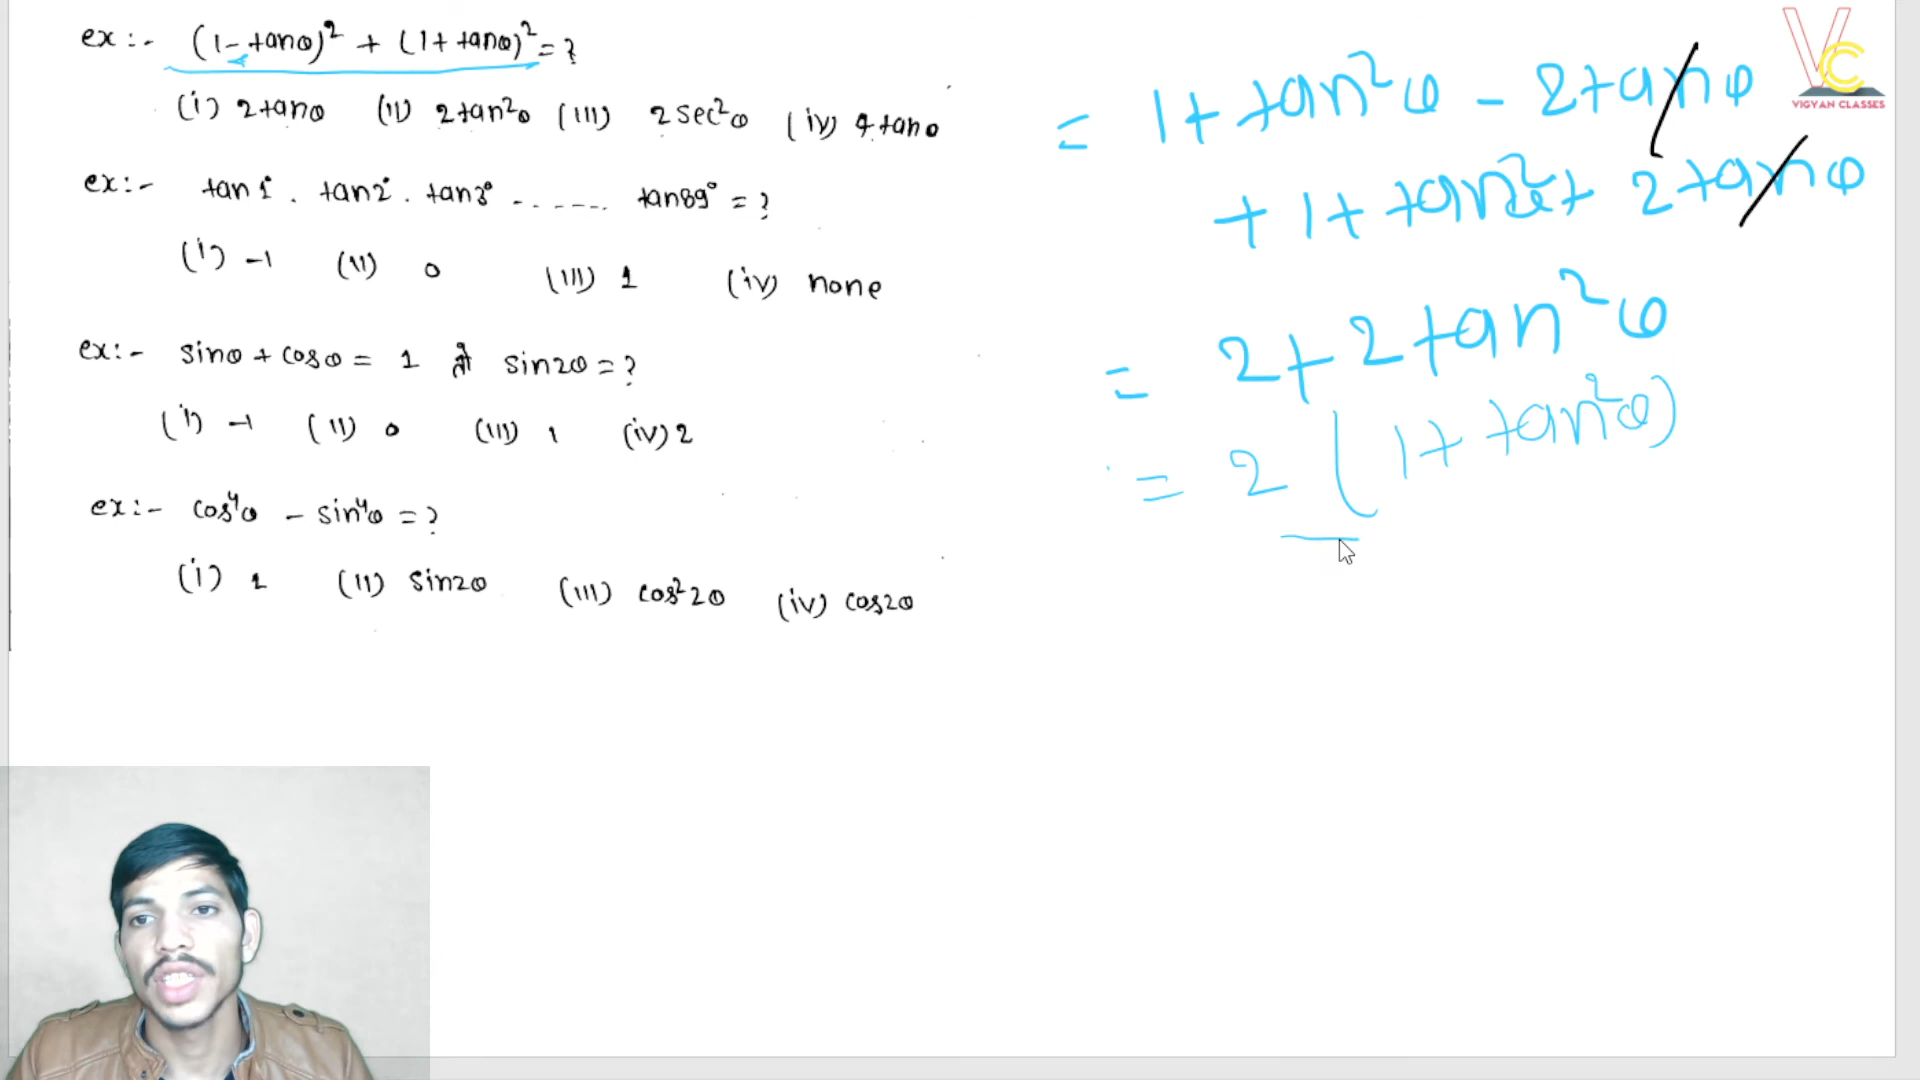 ex:- (1-tanθ)² + (1+tanθ)² = ?
(i) 2tanθ (ii) 2tan²θ (iii) 2sec²θ (iv) 4tanθ
ex:- tan1° . tan2° . tan3° ....... tan89° = ?
(i) -1 (ii) 0 (iii) 1 (iv) none
ex:- sinθ + cosθ = 1 तो sin2θ = ?
(i) -1 (ii) 0 (iii) 1 (iv) 2
ex:- cos⁴θ - sin⁴θ = ?
(i) 1 (ii) sin2θ (iii) cos²2θ (iv) cos2θ
= 1 + tan²θ - 2tanθ
+ 1 + tan²θ + 2tanθ
= 2 + 2tan²θ
= 2 (1 + tan²θ)
VC
VIGYAN CLASSES